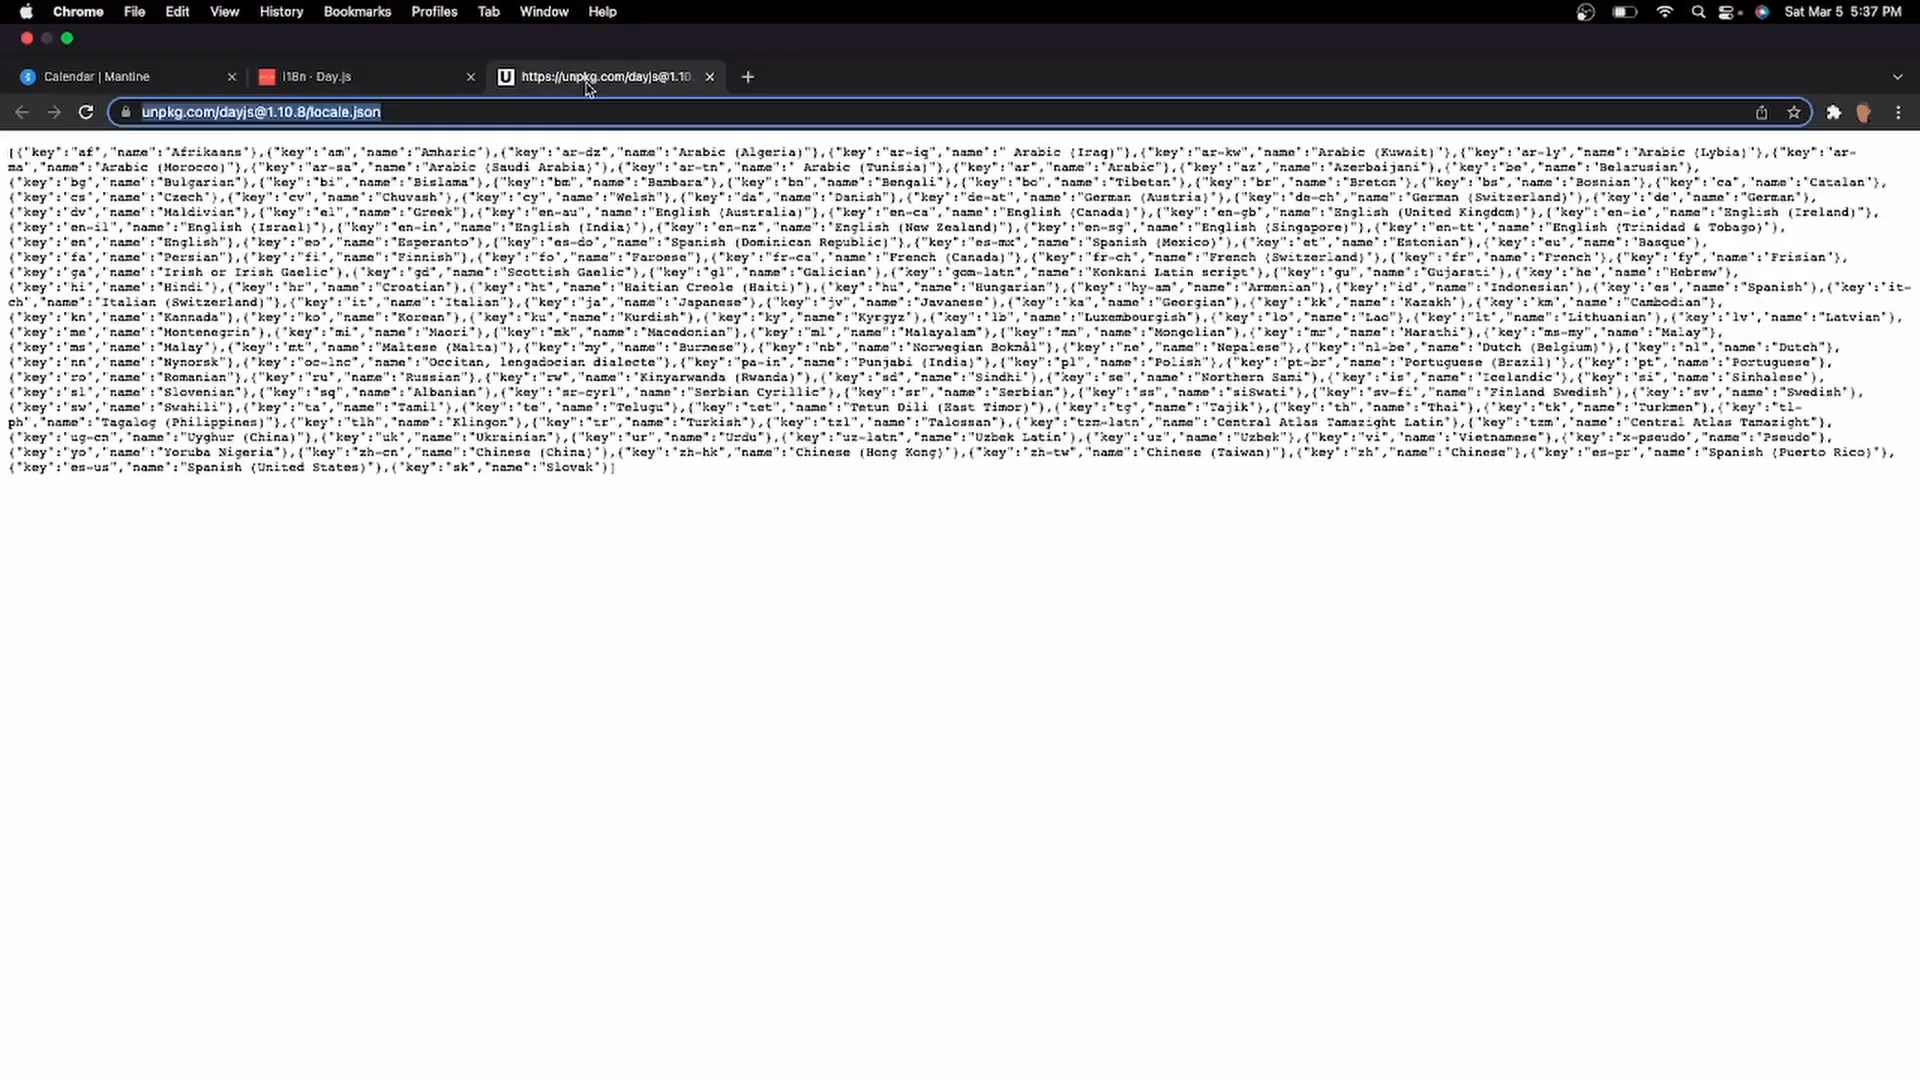 Chrome File Edit View History Bookmarks Profiles Tab Window Help Sat Mar 5 5:37 PM
Calendar | Mantine i18n · Day.js https://unpkg.com/dayjs@1.10
unpkg.com/dayjs@1.10.8/locale.json
[{"key":"af","name":"Afrikaans"},{"key":"am","name":"Amharic"},{"key":"ar-dz","name":"Arabic (Algeria)"},{"key":"ar-iq","name":" Arabic (Iraq)"},{"key":"ar-kw","name":"Arabic (Kuwait)"},{"key":"ar-ly","name":"Arabic (Lybia)"},{"key":"ar-
ma","name":"Arabic (Morocco)"},{"key":"ar-sa","name":"Arabic (Saudi Arabia)"},{"key":"ar-tn","name":" Arabic (Tunisia)"},{"key":"ar","name":"Arabic"},{"key":"az","name":"Azerbaijani"},{"key":"be","name":"Belarusian"},
{"key":"bg","name":"Bulgarian"},{"key":"bi","name":"Bislama"},{"key":"bm","name":"Bambara"},{"key":"bn","name":"Bengali"},{"key":"bo","name":"Tibetan"},{"key":"br","name":"Breton"},{"key":"bs","name":"Bosnian"},{"key":"ca","name":"Catalan"},
{"key":"cs","name":"Czech"},{"key":"cv","name":"Chuvash"},{"key":"cy","name":"Welsh"},{"key":"da","name":"Danish"},{"key":"de-at","name":"German (Austria)"},{"key":"de-ch","name":"German (Switzerland)"},{"key":"de","name":"German"},
{"key":"dv","name":"Maldivian"},{"key":"el","name":"Greek"},{"key":"en-au","name":"English (Australia)"},{"key":"en-ca","name":"English (Canada)"},{"key":"en-gb","name":"English (United Kingdom)"},{"key":"en-ie","name":"English (Ireland)"},
{"key":"en-il","name":"English (Israel)"},{"key":"en-in","name":"English (India)"},{"key":"en-nz","name":"English (New Zealand)"},{"key":"en-sg","name":"English (Singapore)"},{"key":"en-tt","name":"English (Trinidad & Tobago)"},
{"key":"en","name":"English"},{"key":"eo","name":"Esperanto"},{"key":"es-do","name":"Spanish (Dominican Republic)"},{"key":"es-mx","name":"Spanish (Mexico)"},{"key":"et","name":"Estonian"},{"key":"eu","name":"Basque"},
{"key":"fa","name":"Persian"},{"key":"fi","name":"Finnish"},{"key":"fo","name":"Faroese"},{"key":"fr-ca","name":"French (Canada)"},{"key":"fr-ch","name":"French (Switzerland)"},{"key":"fr","name":"French"},{"key":"fy","name":"Frisian"},
{"key":"ga","name":"Irish or Irish Gaelic"},{"key":"gd","name":"Scottish Gaelic"},{"key":"gl","name":"Galician"},{"key":"gom-latn","name":"Konkani Latin script"},{"key":"gu","name":"Gujarati"},{"key":"he","name":"Hebrew"},
{"key":"hi","name":"Hindi"},{"key":"hr","name":"Croatian"},{"key":"ht","name":"Haitian Creole (Haiti)"},{"key":"hu","name":"Hungarian"},{"key":"hy-am","name":"Armenian"},{"key":"id","name":"Indonesian"},{"key":"es","name":"Spanish"},{"key":"it-
ch","name":"Italian (Switzerland)"},{"key":"it","name":"Italian"},{"key":"ja","name":"Japanese"},{"key":"jv","name":"Javanese"},{"key":"ka","name":"Georgian"},{"key":"kk","name":"Kazakh"},{"key":"km","name":"Cambodian"},
{"key":"kn","name":"Kannada"},{"key":"ko","name":"Korean"},{"key":"ku","name":"Kurdish"},{"key":"ky","name":"Kyrgyz"},{"key":"lb","name":"Luxembourgish"},{"key":"lo","name":"Lao"},{"key":"lt","name":"Lithuanian"},{"key":"lv","name":"Latvian"},
{"key":"me","name":"Montenegrin"},{"key":"mi","name":"Maori"},{"key":"mk","name":"Macedonian"},{"key":"ml","name":"Malayalam"},{"key":"mn","name":"Mongolian"},{"key":"mr","name":"Marathi"},{"key":"ms-my","name":"Malay"},
{"key":"ms","name":"Malay"},{"key":"mt","name":"Maltese (Malta)"},{"key":"my","name":"Burmese"},{"key":"nb","name":"Norwegian Bokmål"},{"key":"ne","name":"Nepalese"},{"key":"nl-be","name":"Dutch (Belgium)"},{"key":"nl","name":"Dutch"},
{"key":"nn","name":"Nynorsk"},{"key":"oc-lnc","name":"Occitan, lengadocian dialecte"},{"key":"pa-in","name":"Punjabi (India)"},{"key":"pl","name":"Polish"},{"key":"pt-br","name":"Portuguese (Brazil)"},{"key":"pt","name":"Portuguese"},
{"key":"ro","name":"Romanian"},{"key":"ru","name":"Russian"},{"key":"rw","name":"Kinyarwanda (Rwanda)"},{"key":"sd","name":"Sindhi"},{"key":"se","name":"Northern Sami"},{"key":"is","name":"Icelandic"},{"key":"si","name":"Sinhalese"},
{"key":"sl","name":"Slovenian"},{"key":"sq","name":"Albanian"},{"key":"sr-cyrl","name":"Serbian Cyrillic"},{"key":"sr","name":"Serbian"},{"key":"ss","name":"siSwati"},{"key":"sv-fi","name":"Finland Swedish"},{"key":"sv","name":"Swedish"},
{"key":"sw","name":"Swahili"},{"key":"ta","name":"Tamil"},{"key":"te","name":"Telugu"},{"key":"tet","name":"Tetun Dili (East Timor)"},{"key":"tg","name":"Tajik"},{"key":"th","name":"Thai"},{"key":"tk","name":"Turkmen"},{"key":"tl-
ph","name":"Tagalog (Philippines)"},{"key":"tlh","name":"Klingon"},{"key":"tr","name":"Turkish"},{"key":"tzl","name":"Talossan"},{"key":"tzm-latn","name":"Central Atlas Tamazight Latin"},{"key":"tzm","name":"Central Atlas Tamazight"},
{"key":"ug-cn","name":"Uyghur (China)"},{"key":"uk","name":"Ukrainian"},{"key":"ur","name":"Urdu"},{"key":"uz-latn","name":"Uzbek Latin"},{"key":"uz","name":"Uzbek"},{"key":"vi","name":"Vietnamese"},{"key":"x-pseudo","name":"Pseudo"},
{"key":"yo","name":"Yoruba Nigeria"},{"key":"zh-cn","name":"Chinese (China)"},{"key":"zh-hk","name":"Chinese (Hong Kong)"},{"key":"zh-tw","name":"Chinese (Taiwan)"},{"key":"zh","name":"Chinese"},{"key":"es-pr","name":"Spanish (Puerto Rico)"},
{"key":"es-us","name":"Spanish (United States)"},{"key":"sk","name":"Slovak"}]